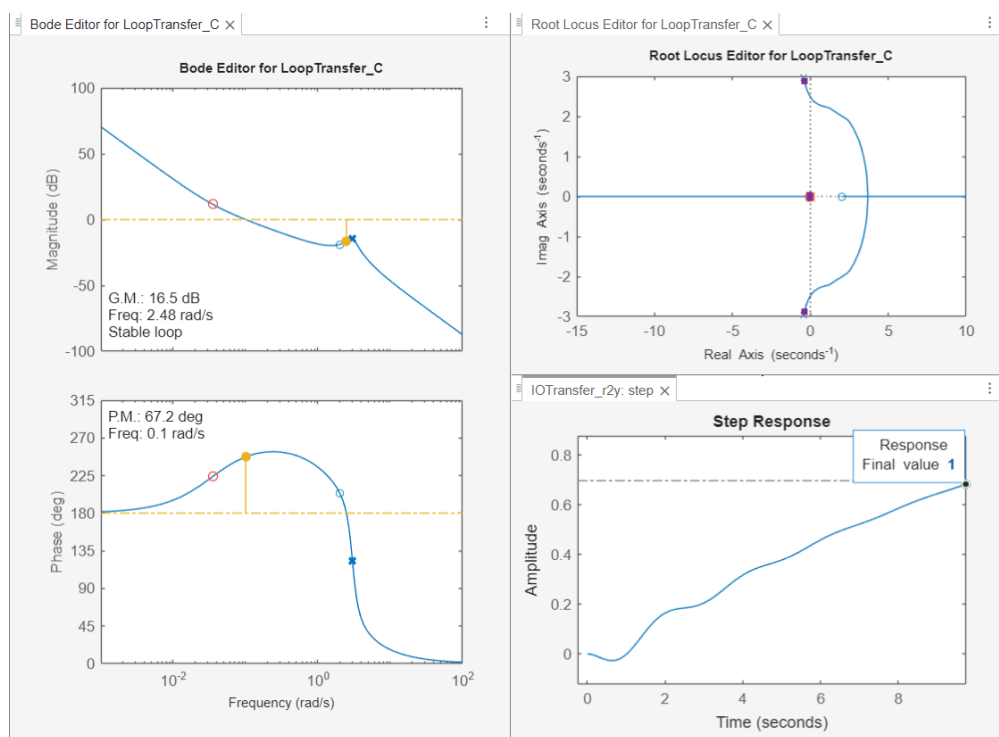 Bode Editor for LoopTransfer_C
Bode Editor for LoopTransfer_C
100
50
0
-50
-100
Magnitude (dB)
G.M.: 16.5 dB
Freq: 2.48 rad/s
Stable loop
315
270
225
180
135
90
45
0
Phase (deg)
P.M.: 67.2 deg
Freq: 0.1 rad/s
10-2
100
102
Frequency (rad/s)
Root Locus Editor for LoopTransfer_C
Root Locus Editor for LoopTransfer_C
3
2
1
0
-1
-2
-3
Imag Axis (seconds-1)
-15
-10
-5
0
5
10
Real Axis (seconds-1)
IOTransfer_r2y: step
Step Response
Response
Final value 1
0.8
0.6
0.4
0.2
0
Amplitude
0
2
4
6
8
Time (seconds)